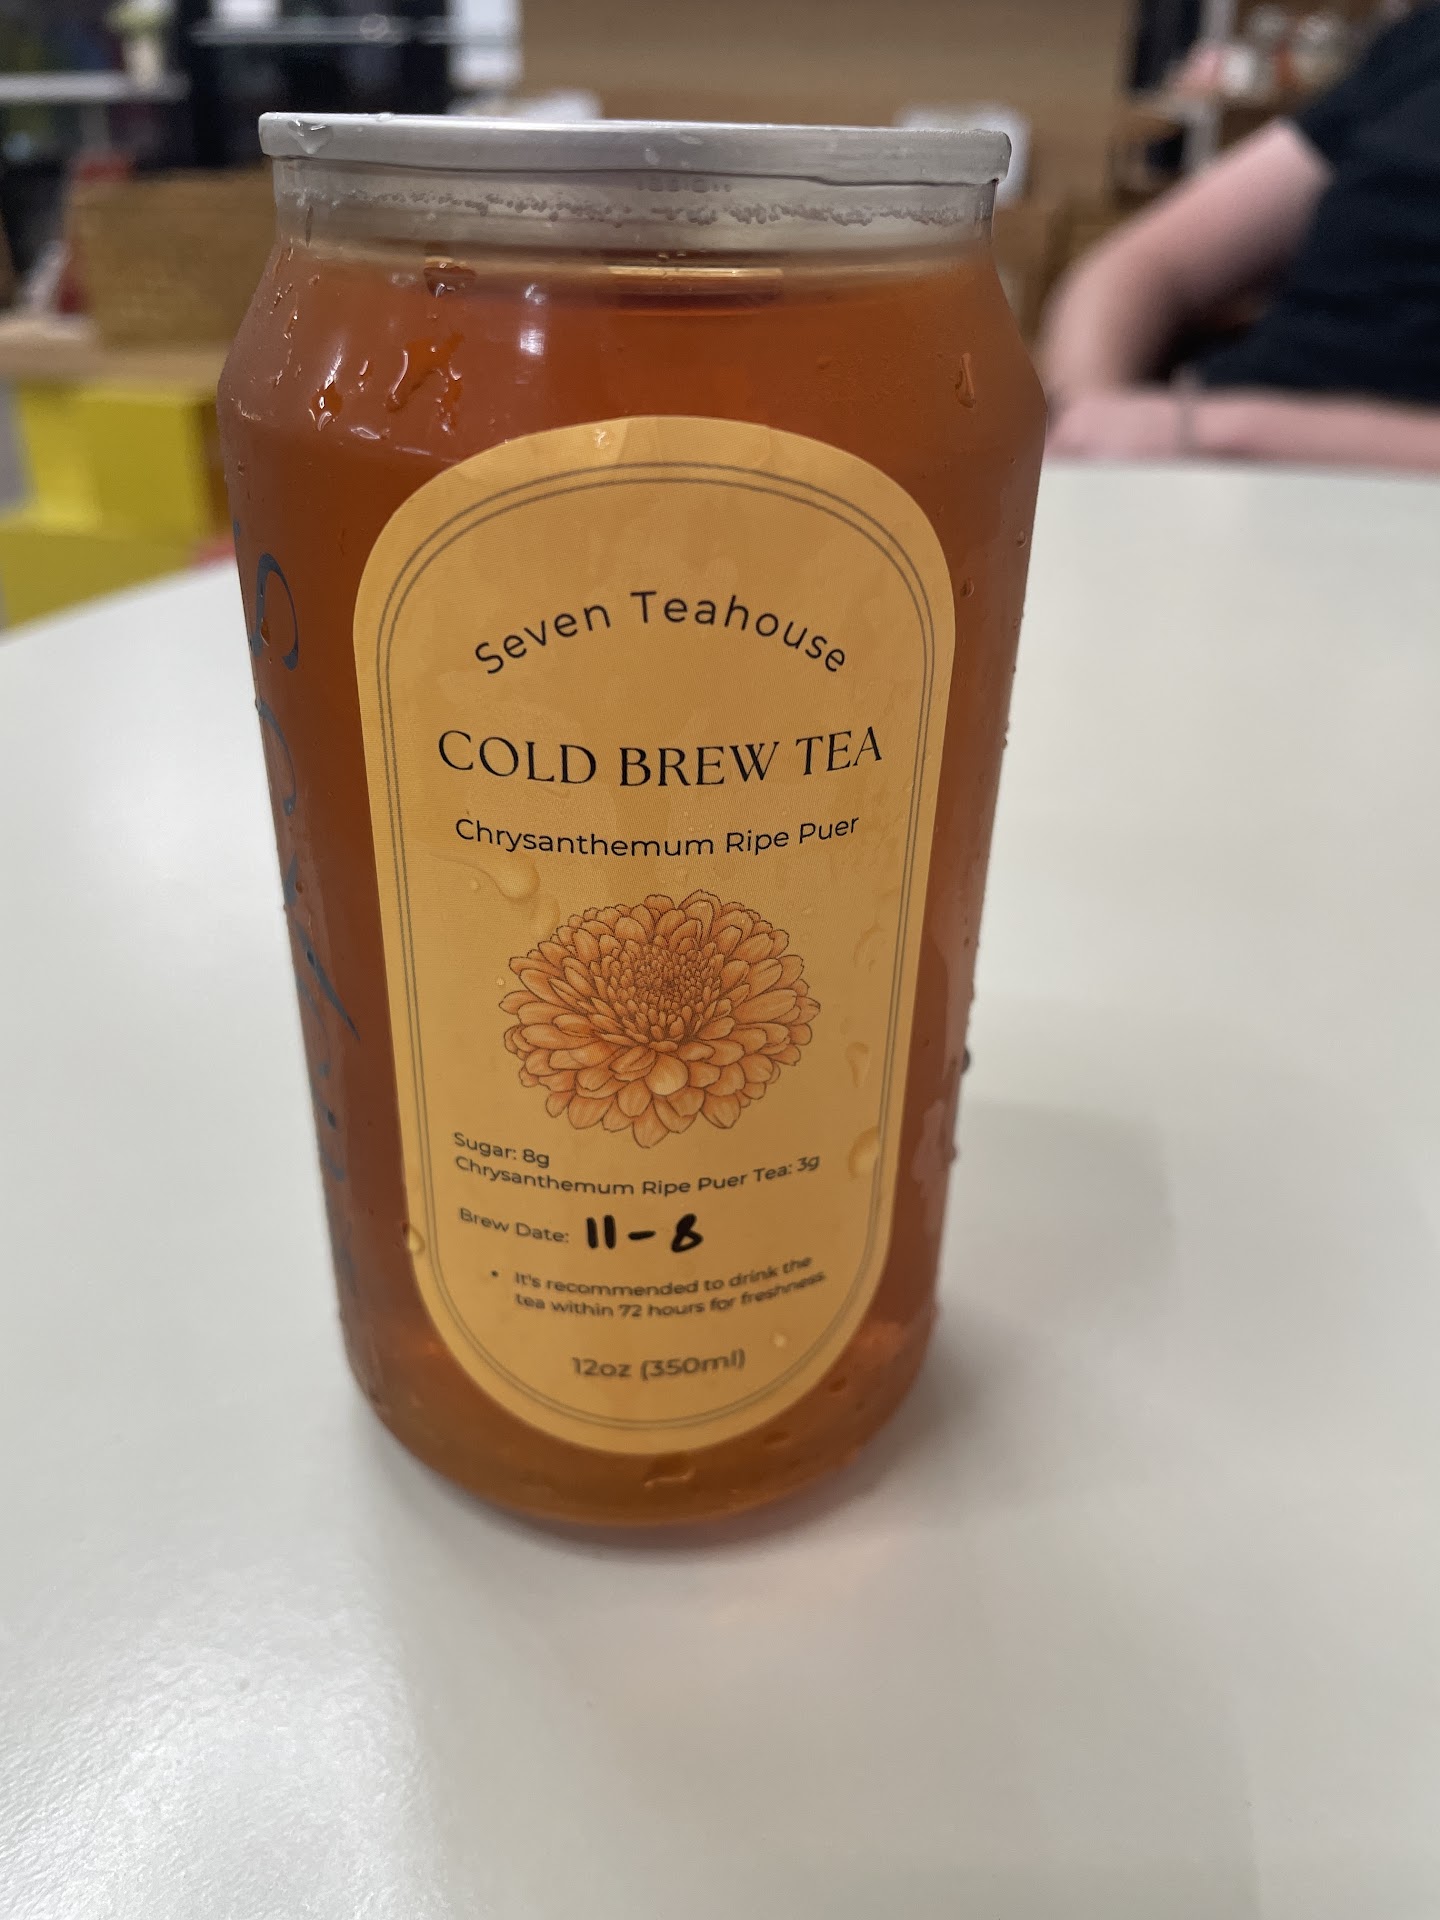 Seven Teahouse
COLD BREW TEA
Chrysanthemum Ripe Puer
Sugar: 8g
Chrysanthemum Ripe Puer Tea: 3g
Brew Date: 11-8
• It's recommended to drink the
tea within 72 hours for freshness
12oz (350ml)